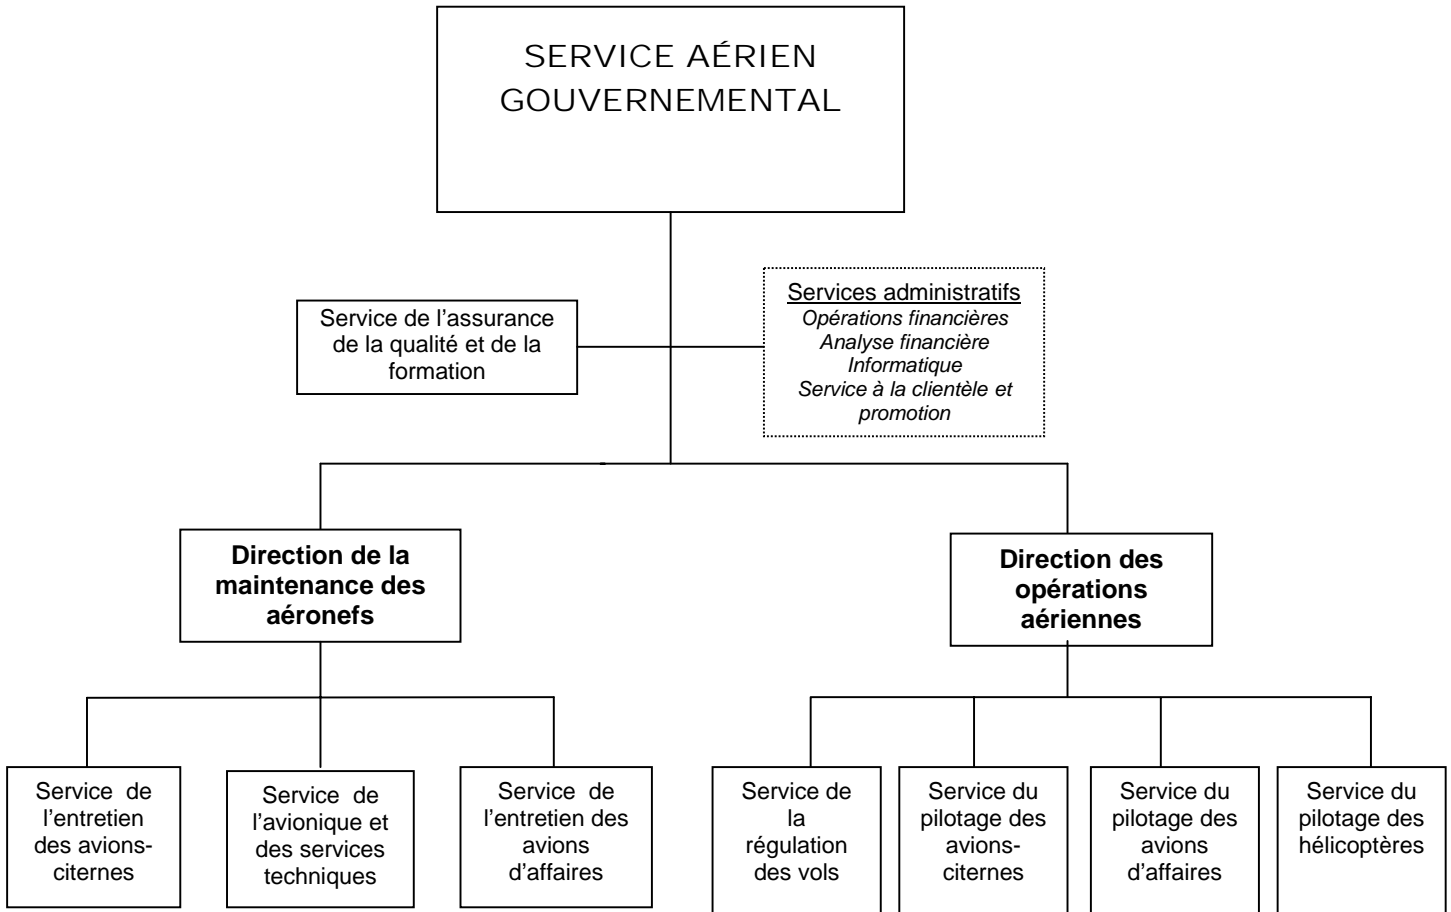 SERVICE AÉRIEN
GOUVERNEMENTAL
Service de l'assurance
de la qualité et de la
formation
Services administratifs
Opérations financières
Analyse financière
Informatique
Service à la clientèle et
promotion
Direction de la
maintenance des
aéronefs
Direction des
opérations
aériennes
Service de
l'entretien
des avions-
citernes
Service de
l'avionique et
des services
techniques
Service de
l'entretien des
avions
d'affaires
Service de
la
régulation
des vols
Service du
pilotage des
avions-
citernes
Service du
pilotage des
avions
d'affaires
Service du
pilotage des
hélicoptères